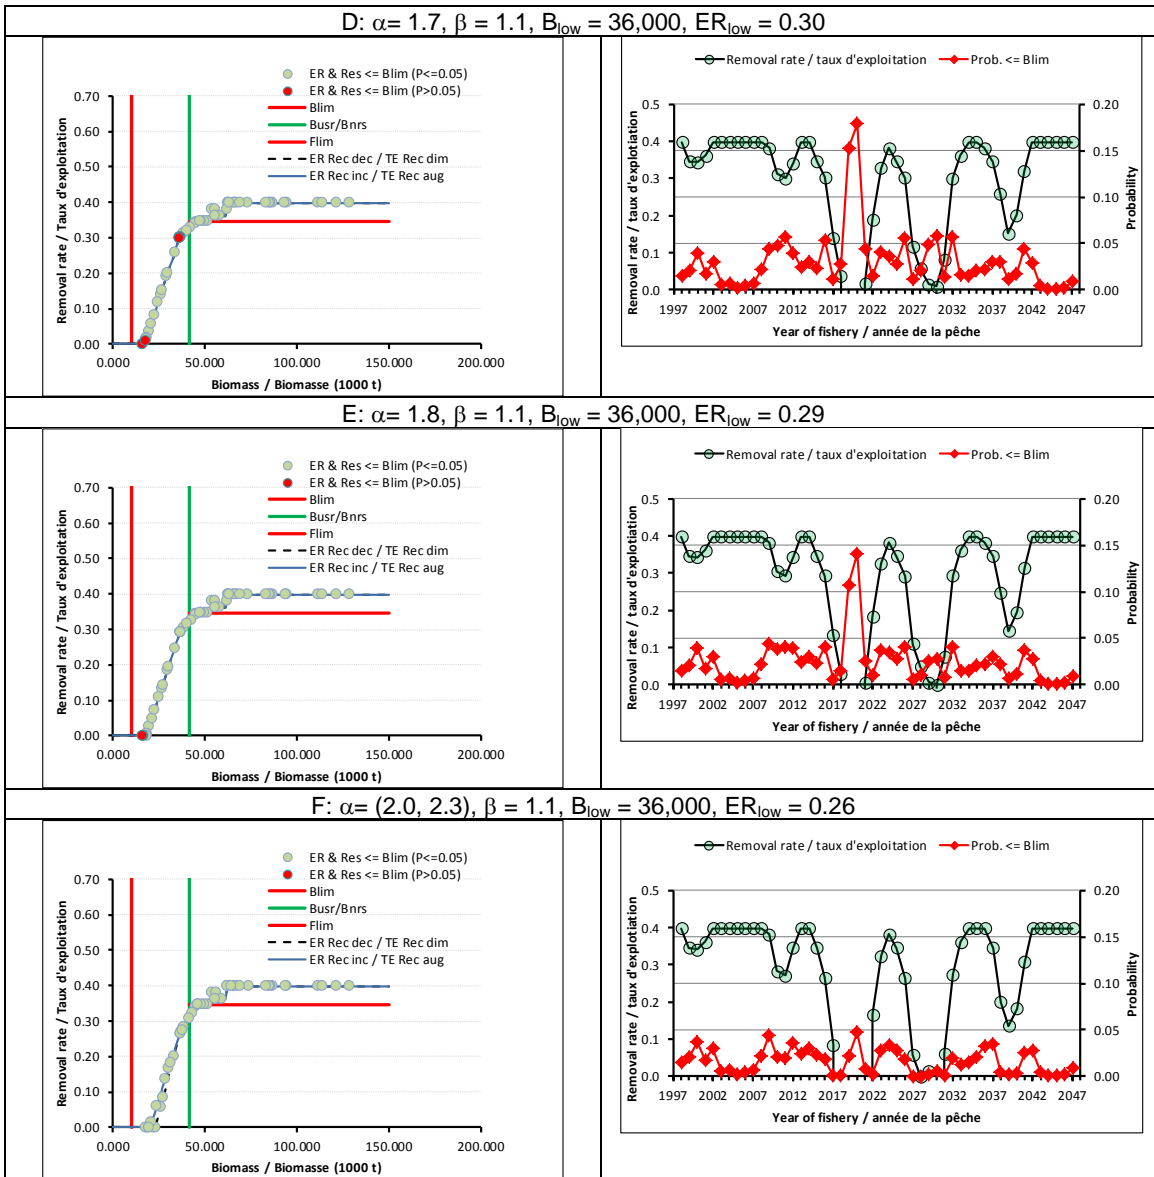 D: α= 1.7, β = 1.1, Blow = 36,000, ERlow = 0.30
ER & Res <= Blim (P<=0.05)
ER & Res <= Blim (P>0.05)
Blim
Busr/Bnrs
Flim
ER Rec dec / TE Rec dim
ER Rec inc / TE Rec aug
Removal rate / Taux d'exploitation
0.70
0.60
0.50
0.40
0.30
0.20
0.10
0.00
0.000 50.000 100.000 150.000 200.000
Biomass / Biomasse (1000 t)
Removal rate / taux d'exploitation Prob. <= Blim
Removal rate / taux d'explotiation
0.5
0.4
0.3
0.2
0.1
0.0
0.20
0.15
0.10
0.05
0.00
Probability
1997 2002 2007 2012 2017 2022 2027 2032 2037 2042 2047
Year of fishery / année de la pêche
E: α= 1.8, β = 1.1, Blow = 36,000, ERlow = 0.29
ER & Res <= Blim (P<=0.05)
ER & Res <= Blim (P>0.05)
Blim
Busr/Bnrs
Flim
ER Rec dec / TE Rec dim
ER Rec inc / TE Rec aug
Removal rate / Taux d'exploitation
0.70
0.60
0.50
0.40
0.30
0.20
0.10
0.00
0.000 50.000 100.000 150.000 200.000
Biomass / Biomasse (1000 t)
Removal rate / taux d'exploitation Prob. <= Blim
Removal rate / taux d'explotiation
0.5
0.4
0.3
0.2
0.1
0.0
0.20
0.15
0.10
0.05
0.00
Probability
1997 2002 2007 2012 2017 2022 2027 2032 2037 2042 2047
Year of fishery / année de la pêche
F: α= (2.0, 2.3), β = 1.1, Blow = 36,000, ERlow = 0.26
ER & Res <= Blim (P<=0.05)
ER & Res <= Blim (P>0.05)
Blim
Busr/Bnrs
Flim
ER Rec dec / TE Rec dim
ER Rec inc / TE Rec aug
Removal rate / Taux d'exploitation
0.70
0.60
0.50
0.40
0.30
0.20
0.10
0.00
0.000 50.000 100.000 150.000 200.000
Biomass / Biomasse (1000 t)
Removal rate / taux d'exploitation Prob. <= Blim
Removal rate / taux d'explotiation
0.5
0.4
0.3
0.2
0.1
0.0
0.20
0.15
0.10
0.05
0.00
Probability
1997 2002 2007 2012 2017 2022 2027 2032 2037 2042 2047
Year of fishery / année de la pêche